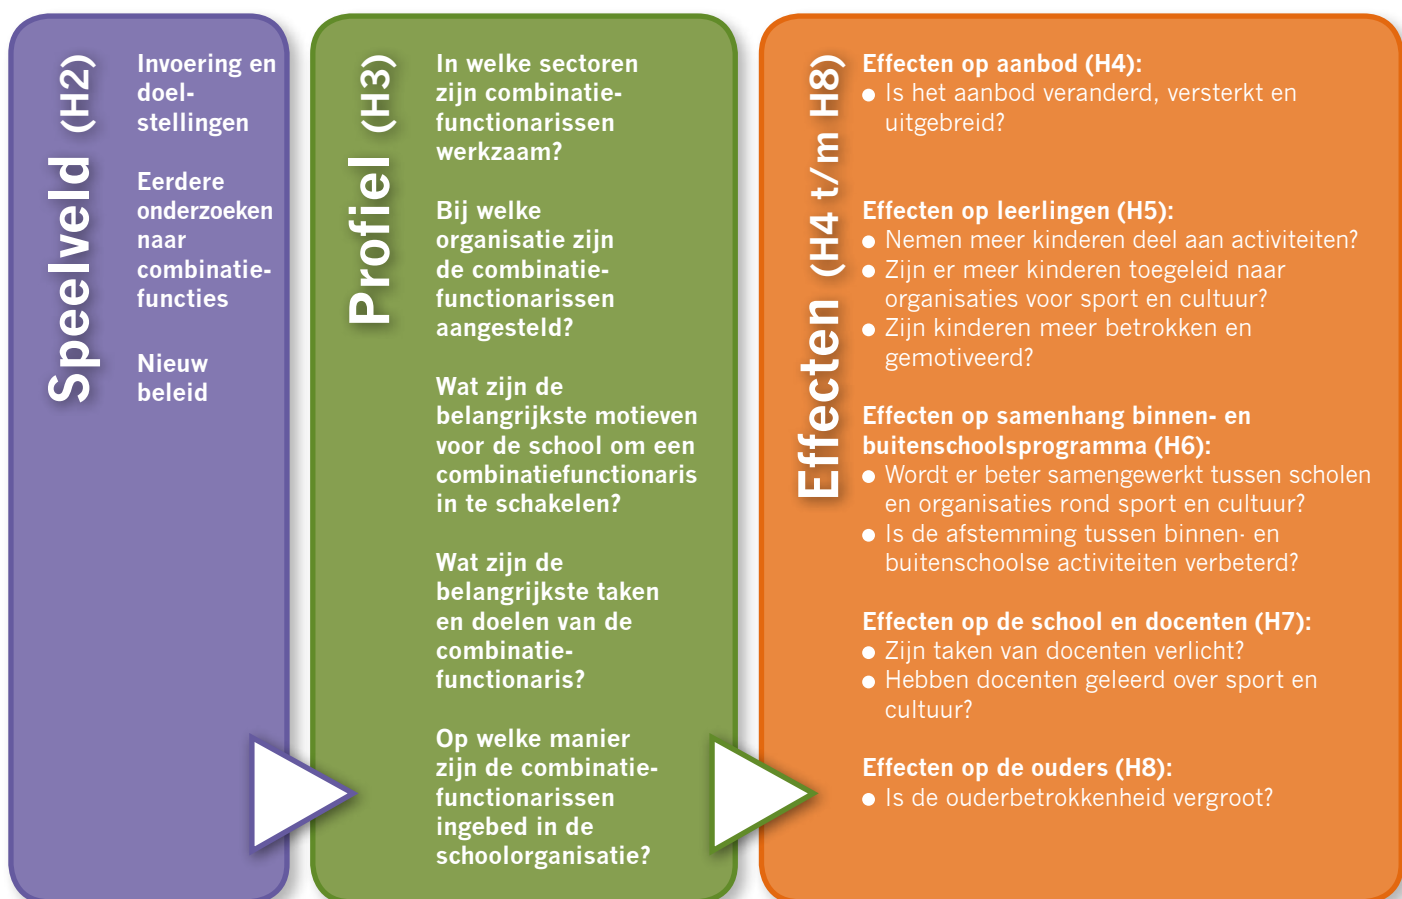 Speelveld (H2)
Invoering en
doel-
stellingen
Eerdere
onderzoeken
naar
combinatie-
functies
Nieuw
beleid
Profiel (H3)
In welke sectoren
zijn combinatie-
functionarissen
werkzaam?
Bij welke
organisatie zijn
de combinatie-
functionarissen
aangesteld?
Wat zijn de
belangrijkste motieven
voor de school om een
combinatiefunctionaris
in te schakelen?
Wat zijn de
belangrijkste taken
en doelen van de
combinatie-
functionaris?
Op welke manier
zijn de combinatie-
functionarissen
ingebed in de
schoolorganisatie?
Effecten (H4 t/m H8)
Effecten op aanbod (H4):
● Is het aanbod veranderd, versterkt en
uitgebreid?
Effecten op leerlingen (H5):
● Nemen meer kinderen deel aan activiteiten?
● Zijn er meer kinderen toegeleid naar
organisaties voor sport en cultuur?
● Zijn kinderen meer betrokken en
gemotiveerd?
Effecten op samenhang binnen- en
buitenschoolsprogramma (H6):
● Wordt er beter samengewerkt tussen scholen
en organisaties rond sport en cultuur?
● Is de afstemming tussen binnen- en
buitenschoolse activiteiten verbeterd?
Effecten op de school en docenten (H7):
● Zijn taken van docenten verlicht?
● Hebben docenten geleerd over sport en
cultuur?
Effecten op de ouders (H8):
● Is de ouderbetrokkenheid vergroot?